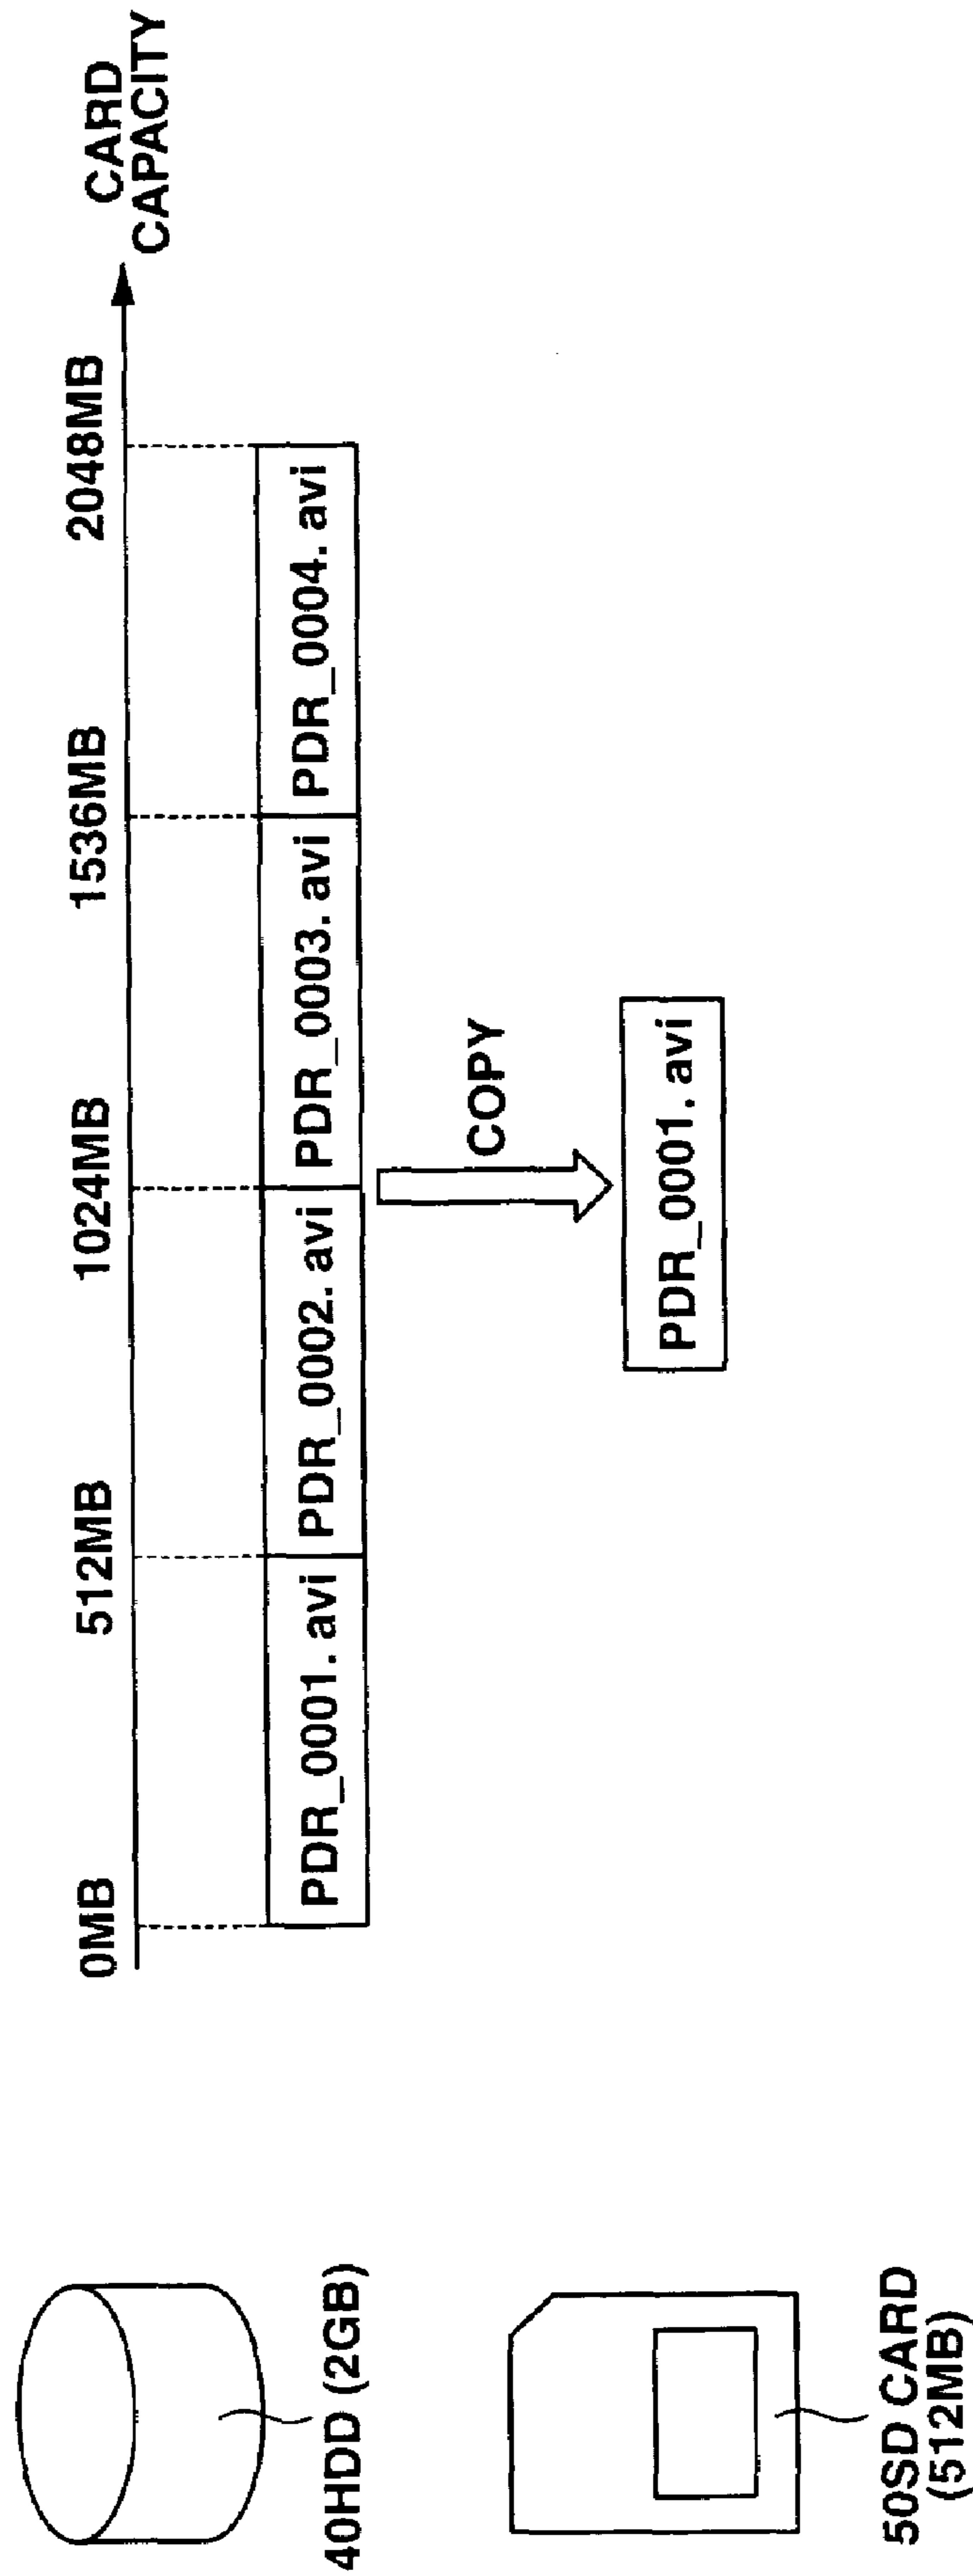 CARD
CAPACITY
0MB
512MB
1024MB
1536MB
2048MB
40HDD (2GB)
PDR_0001. avi
PDR_0002. avi
PDR_0003. avi
PDR_0004. avi
COPY
50SD CARD
(512MB)
PDR_0001. avi